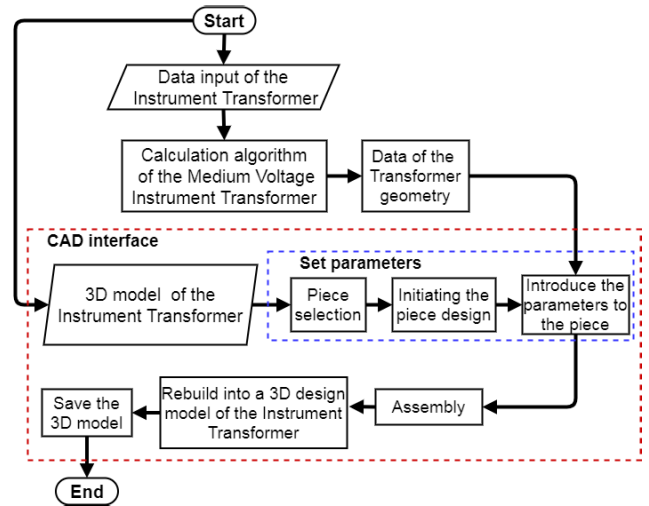 Start
Data input of the
Instrument Transformer
Calculation algorithm
of the Medium Voltage
Instrument Transformer
Data of the
Transformer
geometry
CAD interface
Set parameters
3D model of the
Instrument Transformer
Piece
selection
Initiating the
piece design
Introduce the
parameters to
the piece
Assembly
Rebuild into a 3D design
model of the Instrument
Transformer
Save the
3D model
End